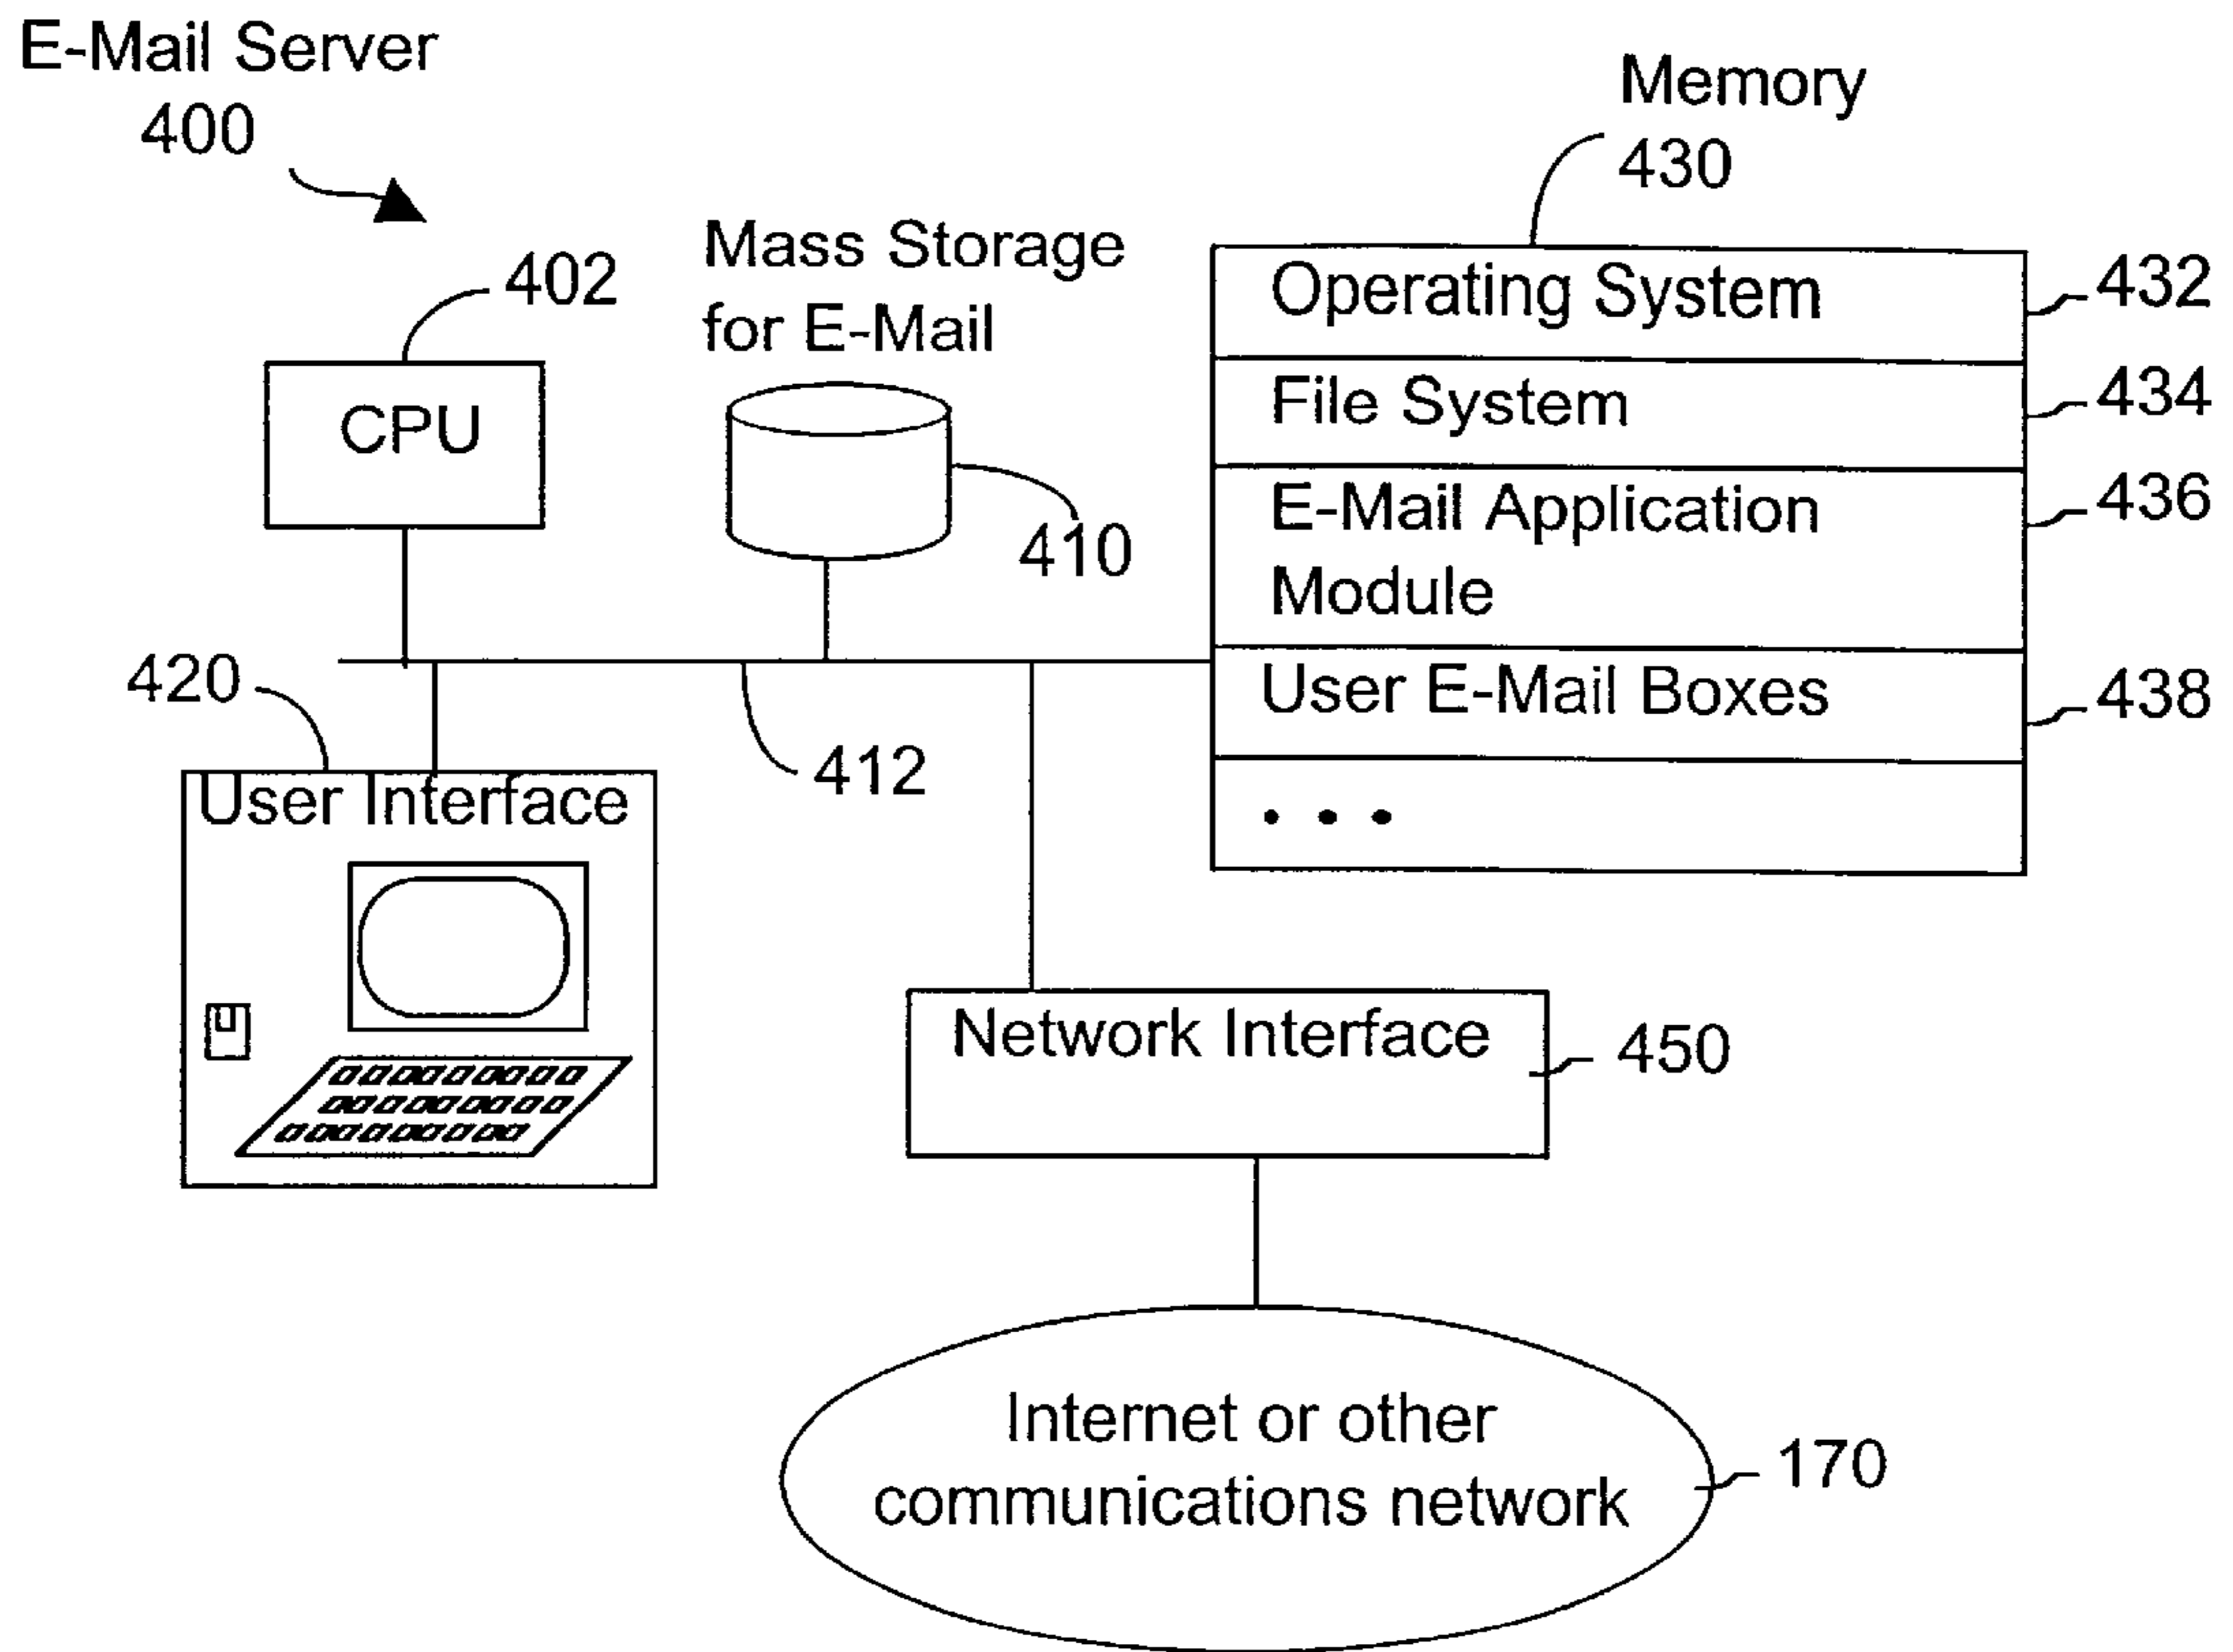 E-Mail Server
400
Memory
430
402
Mass Storage
for E-Mail
CPU
410
Operating System
432
File System
434
E-Mail Application
Module
436
User E-Mail Boxes
438
• • •
420
412
User Interface
Network Interface
450
Internet or other
communications network
170